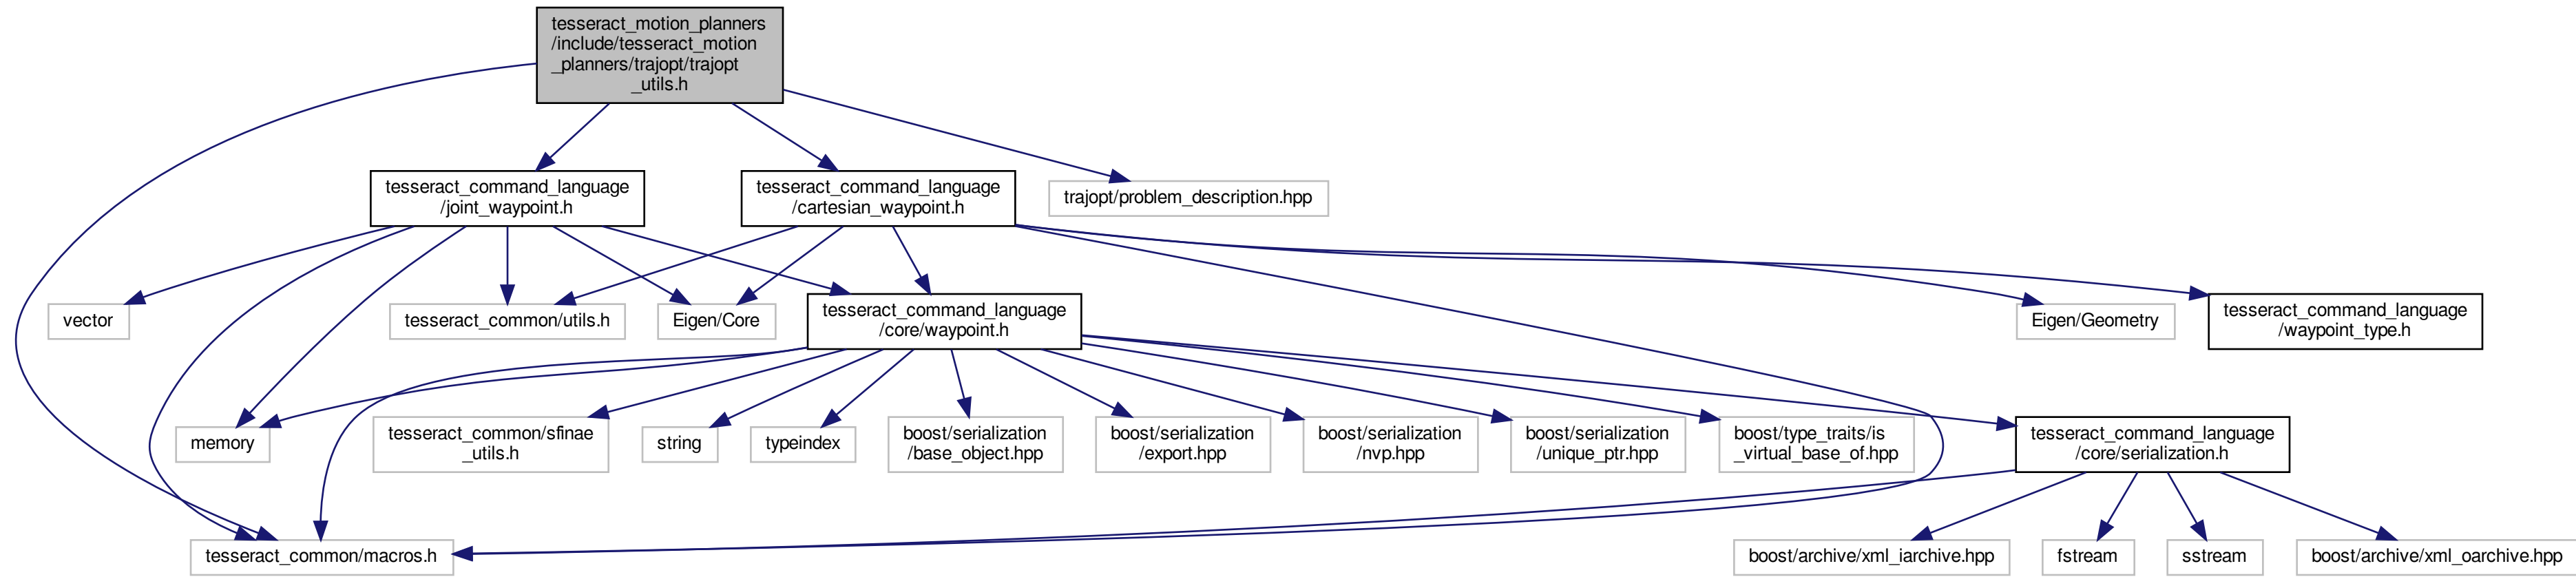 tesseract_motion_planners
/include/tesseract_motion
_planners/trajopt/trajopt
_utils.h
tesseract_command_language
/joint_waypoint.h
tesseract_command_language
/cartesian_waypoint.h
trajopt/problem_description.hpp
vector
tesseract_common/utils.h
Eigen/Core
tesseract_command_language
/core/waypoint.h
Eigen/Geometry
tesseract_command_language
/waypoint_type.h
memory
tesseract_common/sfinae
_utils.h
string
typeindex
boost/serialization
/base_object.hpp
boost/serialization
/export.hpp
boost/serialization
/nvp.hpp
boost/serialization
/unique_ptr.hpp
boost/type_traits/is
_virtual_base_of.hpp
tesseract_command_language
/core/serialization.h
tesseract_common/macros.h
boost/archive/xml_iarchive.hpp
fstream
sstream
boost/archive/xml_oarchive.hpp